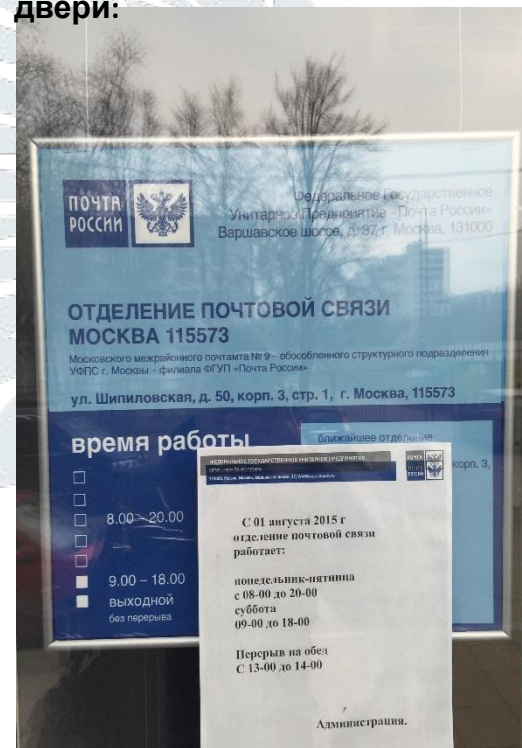 двери:
ПОЧТА
РОССИИ
Федеральное Государственное
Унитарное Предприятие «Почта России»
Варшавское шоссе, д. 37, г. Москва, 131000
ОТДЕЛЕНИЕ ПОЧТОВОЙ СВЯЗИ
МОСКВА 115573
Московского межрайонного почтамта № 9 - обособленного структурного подразделения
УФПС г. Москвы - филиала ФГУП «Почта России»
ул. Шипиловская, д. 50, корп. 3, стр. 1, г. Москва, 115573
время работы
ближайшее отделение
корп. 3,
8.00 – 20.00
9.00 – 18.00
выходной
без перерыва
ФЕДЕРАЛЬНОЕ ГОСУДАРСТВЕННОЕ УНИТАРНОЕ ПРЕДПРИЯТИЕ
С 01 августа 2015 г
отделение почтовой связи
работает:
понедельник-пятница
с 08-00 до 20-00
суббота
09-00 до 18-00
Перерыв на обед
С 13-00 до 14-00
Администрация.